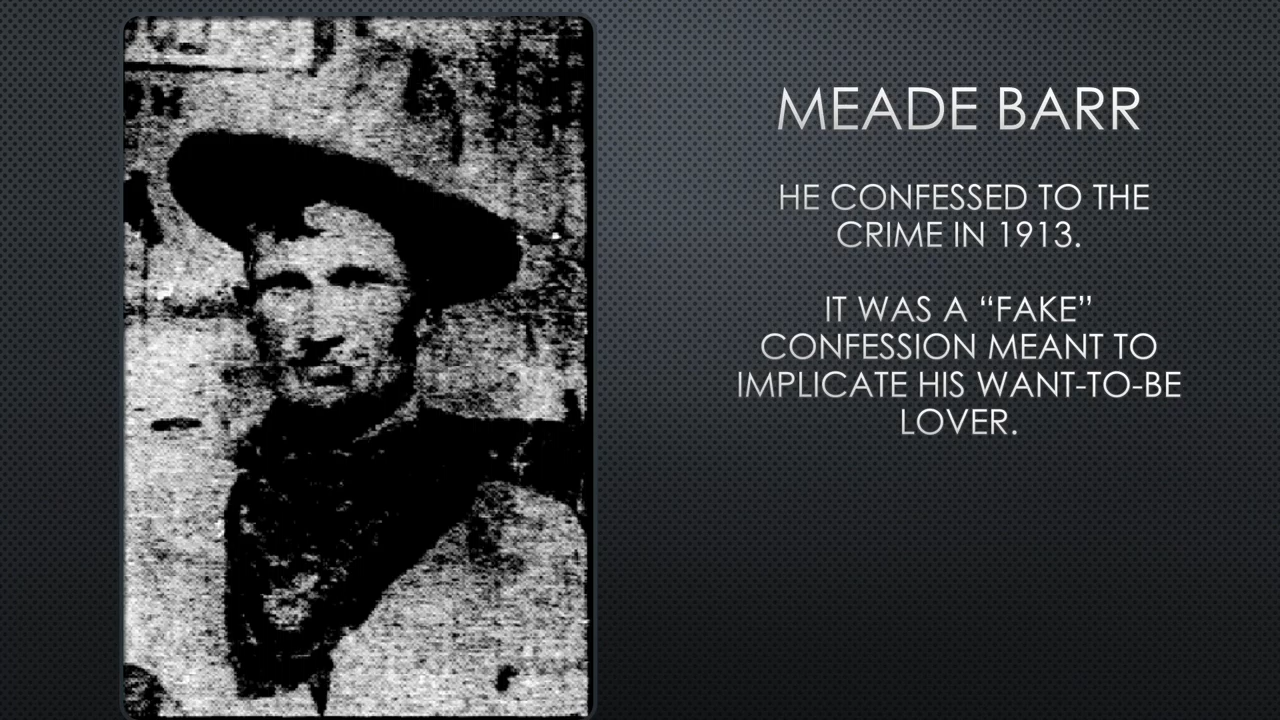 MEADE BARR
HE CONFESSED TO THE
CRIME IN 1913.
IT WAS A “FAKE”
CONFESSION MEANT TO
IMPLICATE HIS WANT-TO-BE
LOVER.